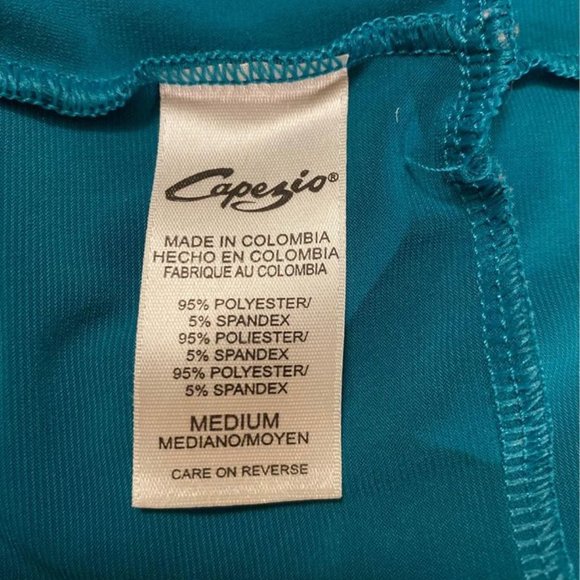 Capezio®
MADE IN COLOMBIA
HECHO EN COLOMBIA
FABRIQUE AU COLOMBIA
95% POLYESTER/
5% SPANDEX
95% POLIESTER/
5% SPANDEX
95% POLYESTER/
5% SPANDEX
MEDIUM
MEDIANO/MOYEN
CARE ON REVERSE